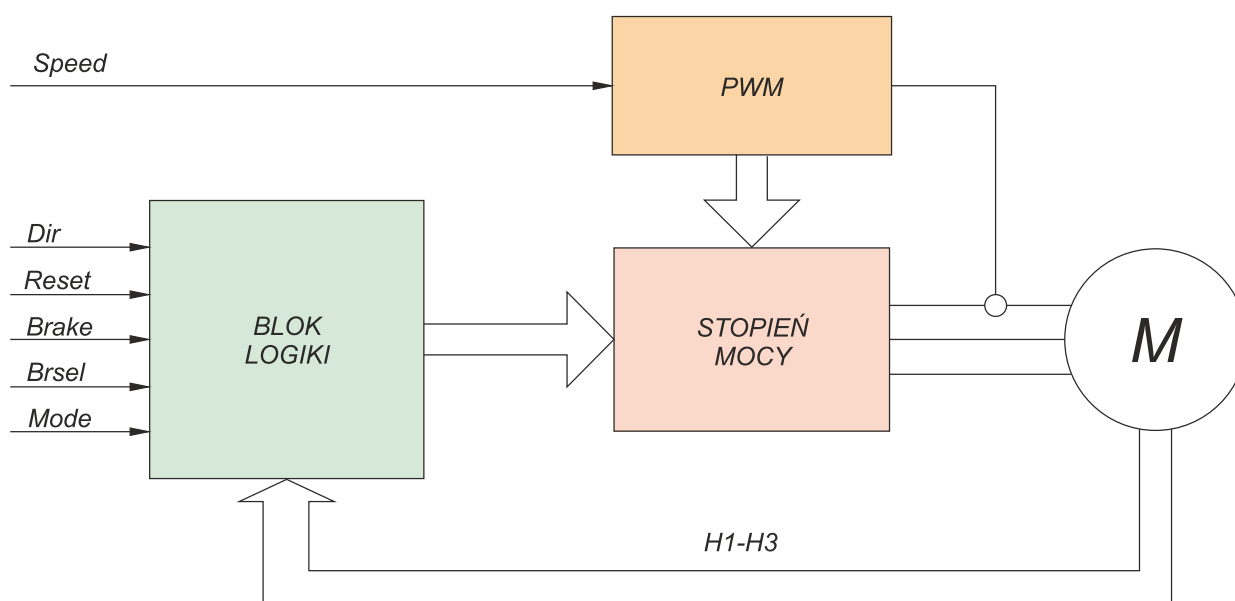 Speed
PWM
Dir
Reset
Brake
Brsel
Mode
BLOK
LOGIKI
STOPIEŃ
MOCY
M
H1-H3